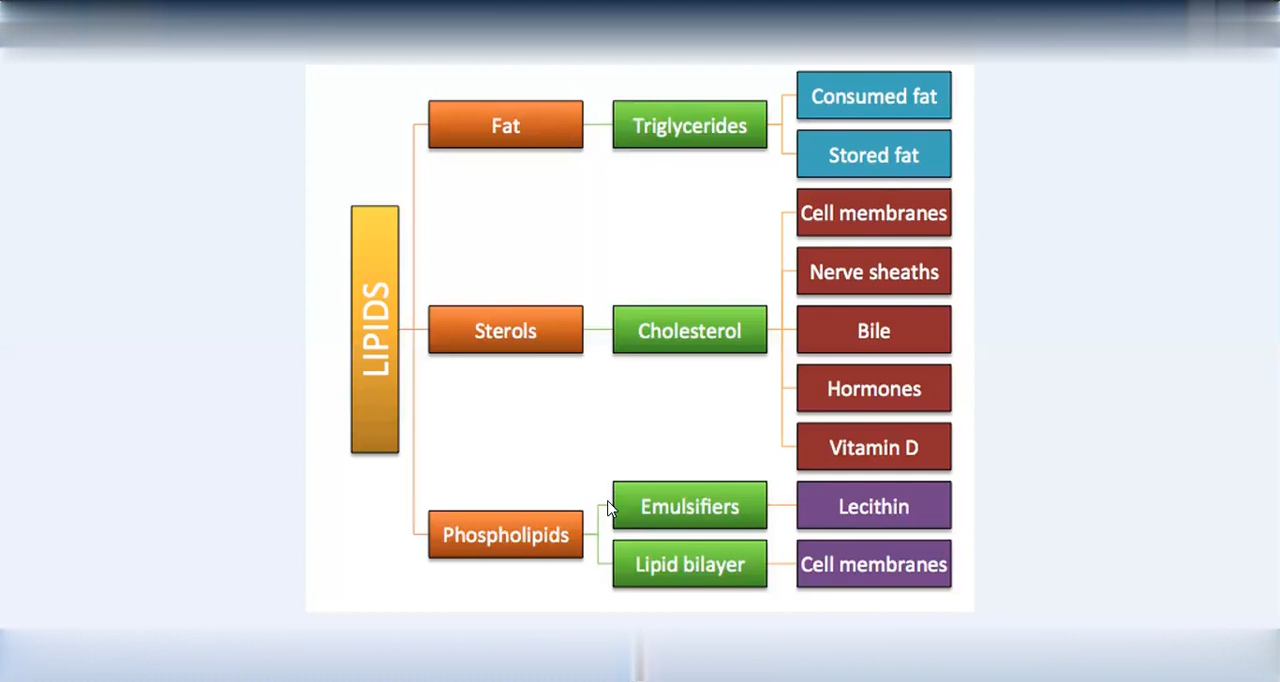 LIPIDS
Fat
Triglycerides
Consumed fat
Stored fat
Sterols
Cholesterol
Cell membranes
Nerve sheaths
Bile
Hormones
Vitamin D
Phospholipids
Emulsifiers
Lecithin
Lipid bilayer
Cell membranes